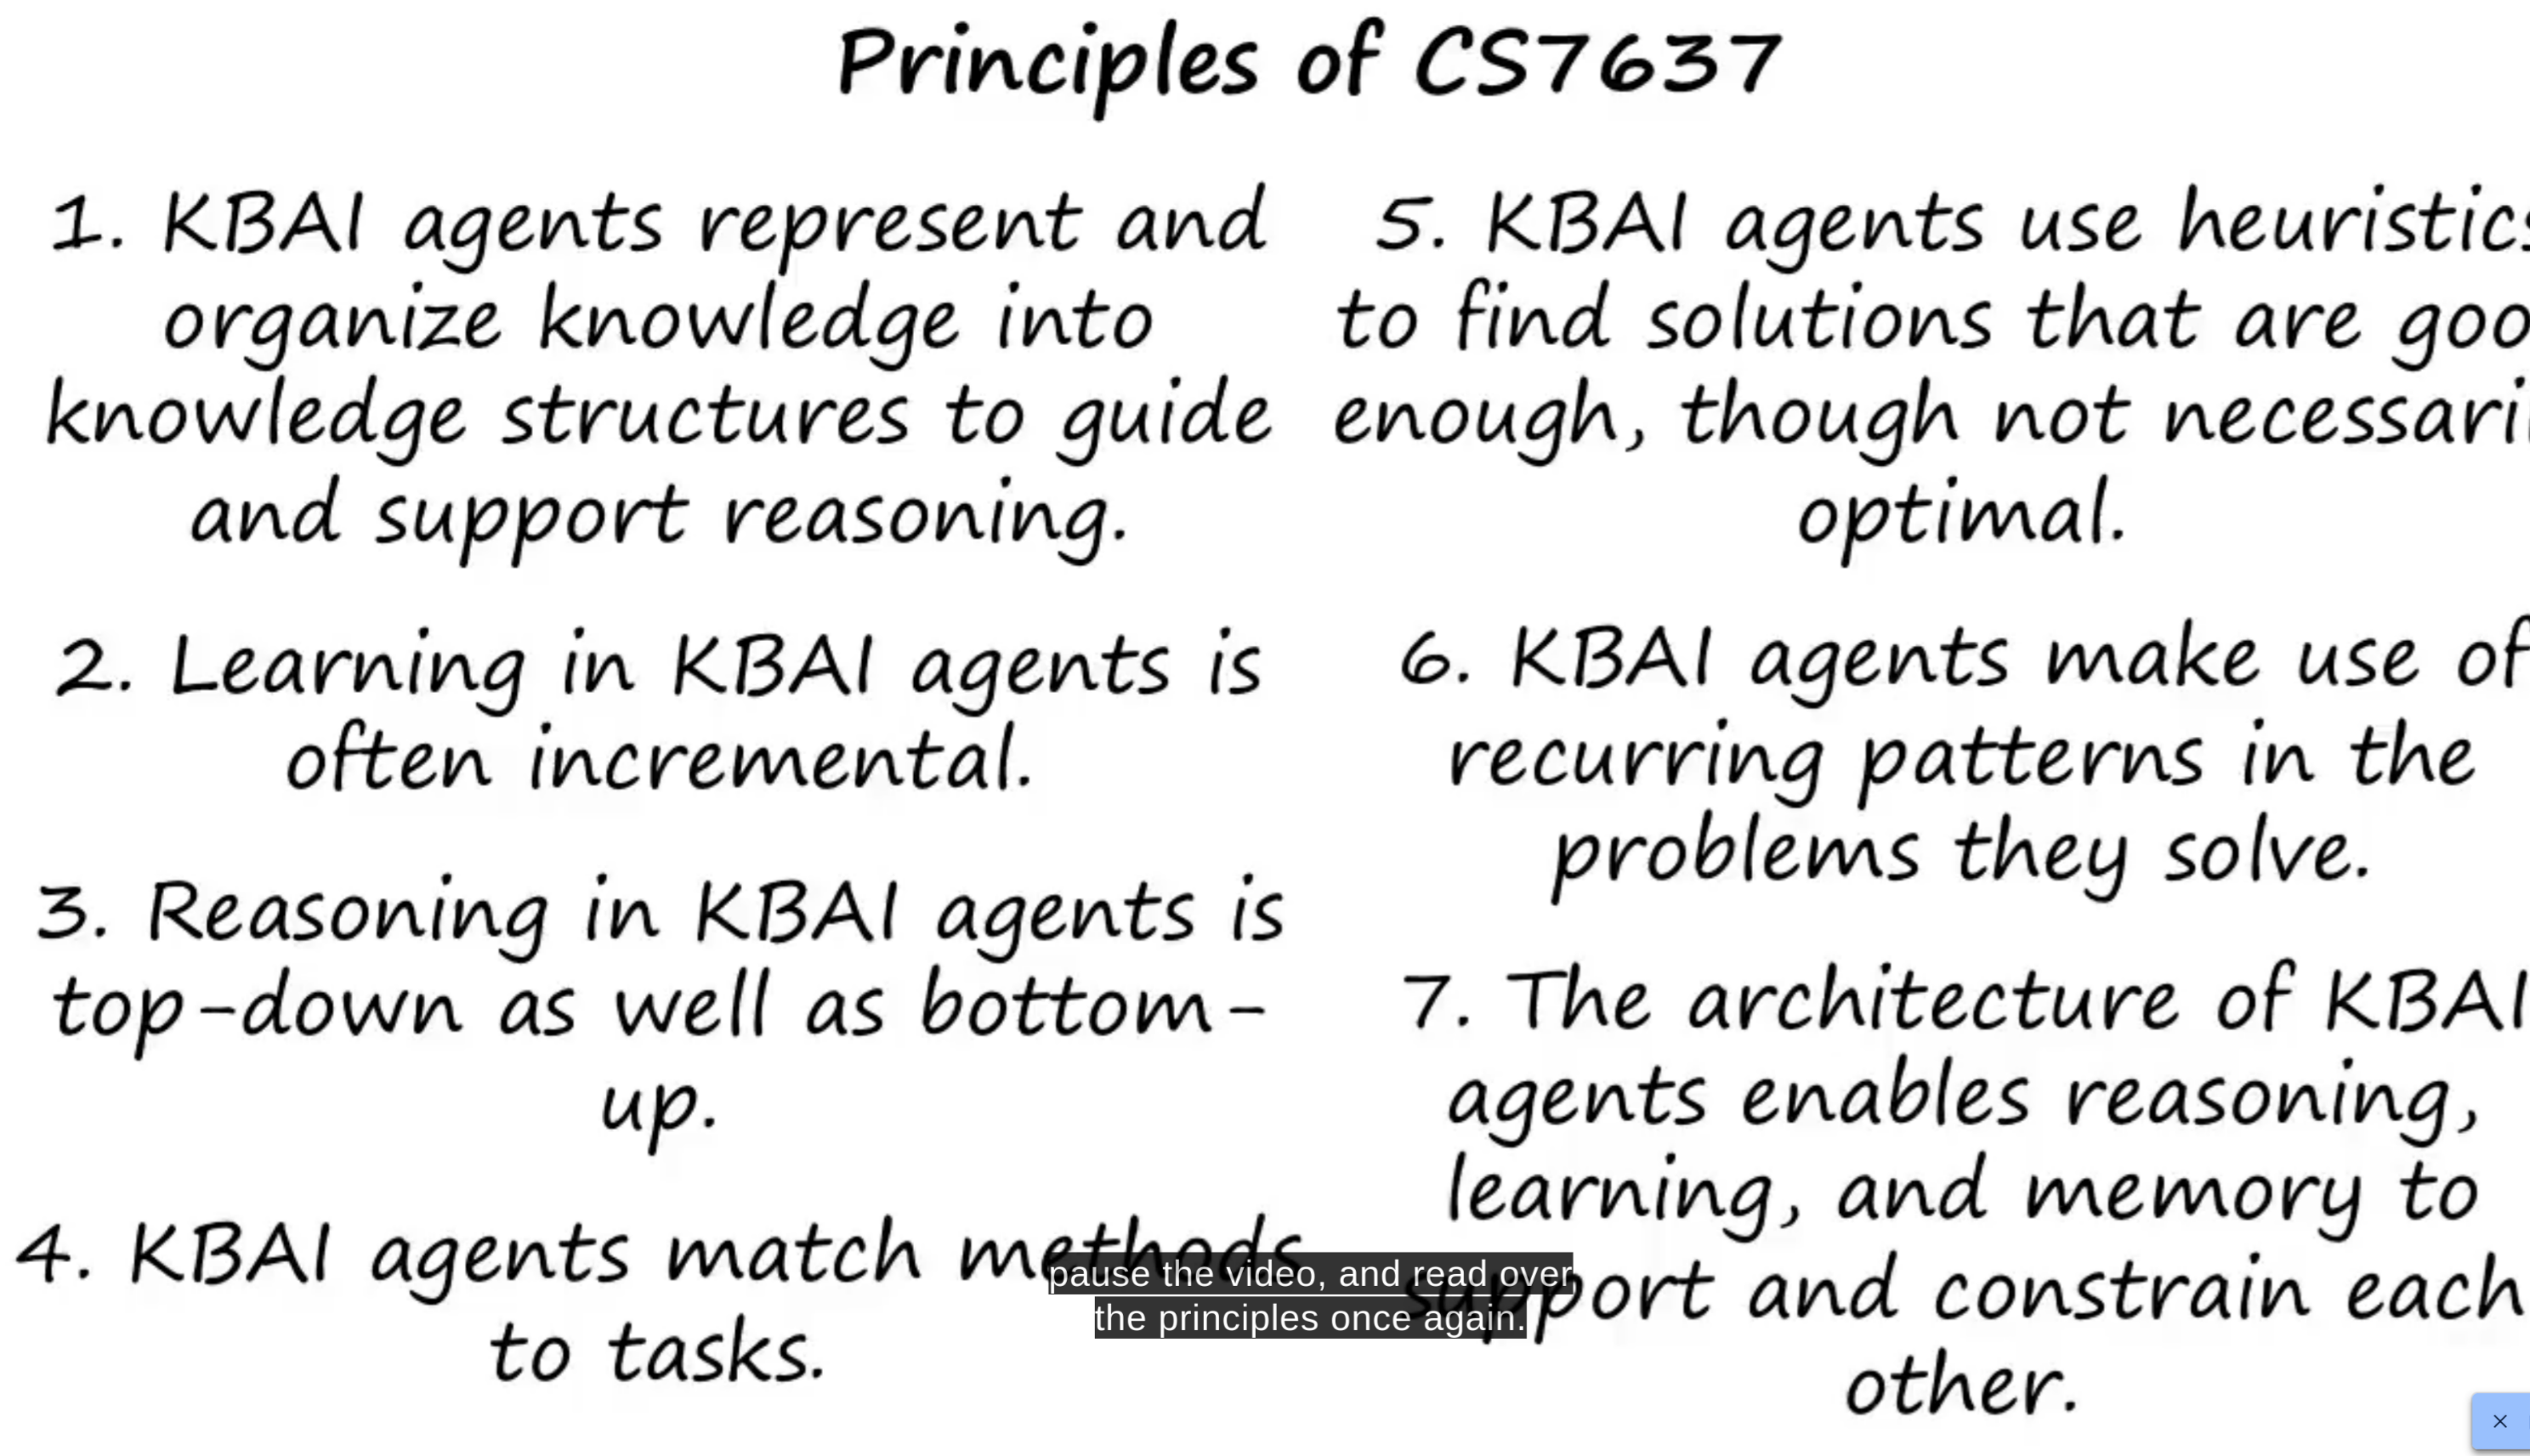 Principles of CS7637
1. KBAI agents represent and
organize knowledge into
knowledge structures to guide
and support reasoning.
2. Learning in KBAI agents is
often incremental.
3. Reasoning in KBAI agents is
top-down as well as bottom-
up.
4. KBAI agents match methods
to tasks.
5. KBAI agents use heuristics
to find solutions that are goo
enough, though not necessari
optimal.
6. KBAI agents make use of
recurring patterns in the
problems they solve.
7. The architecture of KBAI
agents enables reasoning,
learning, and memory to
support and constrain each
other.
pause the video, and read over
the principles once again.